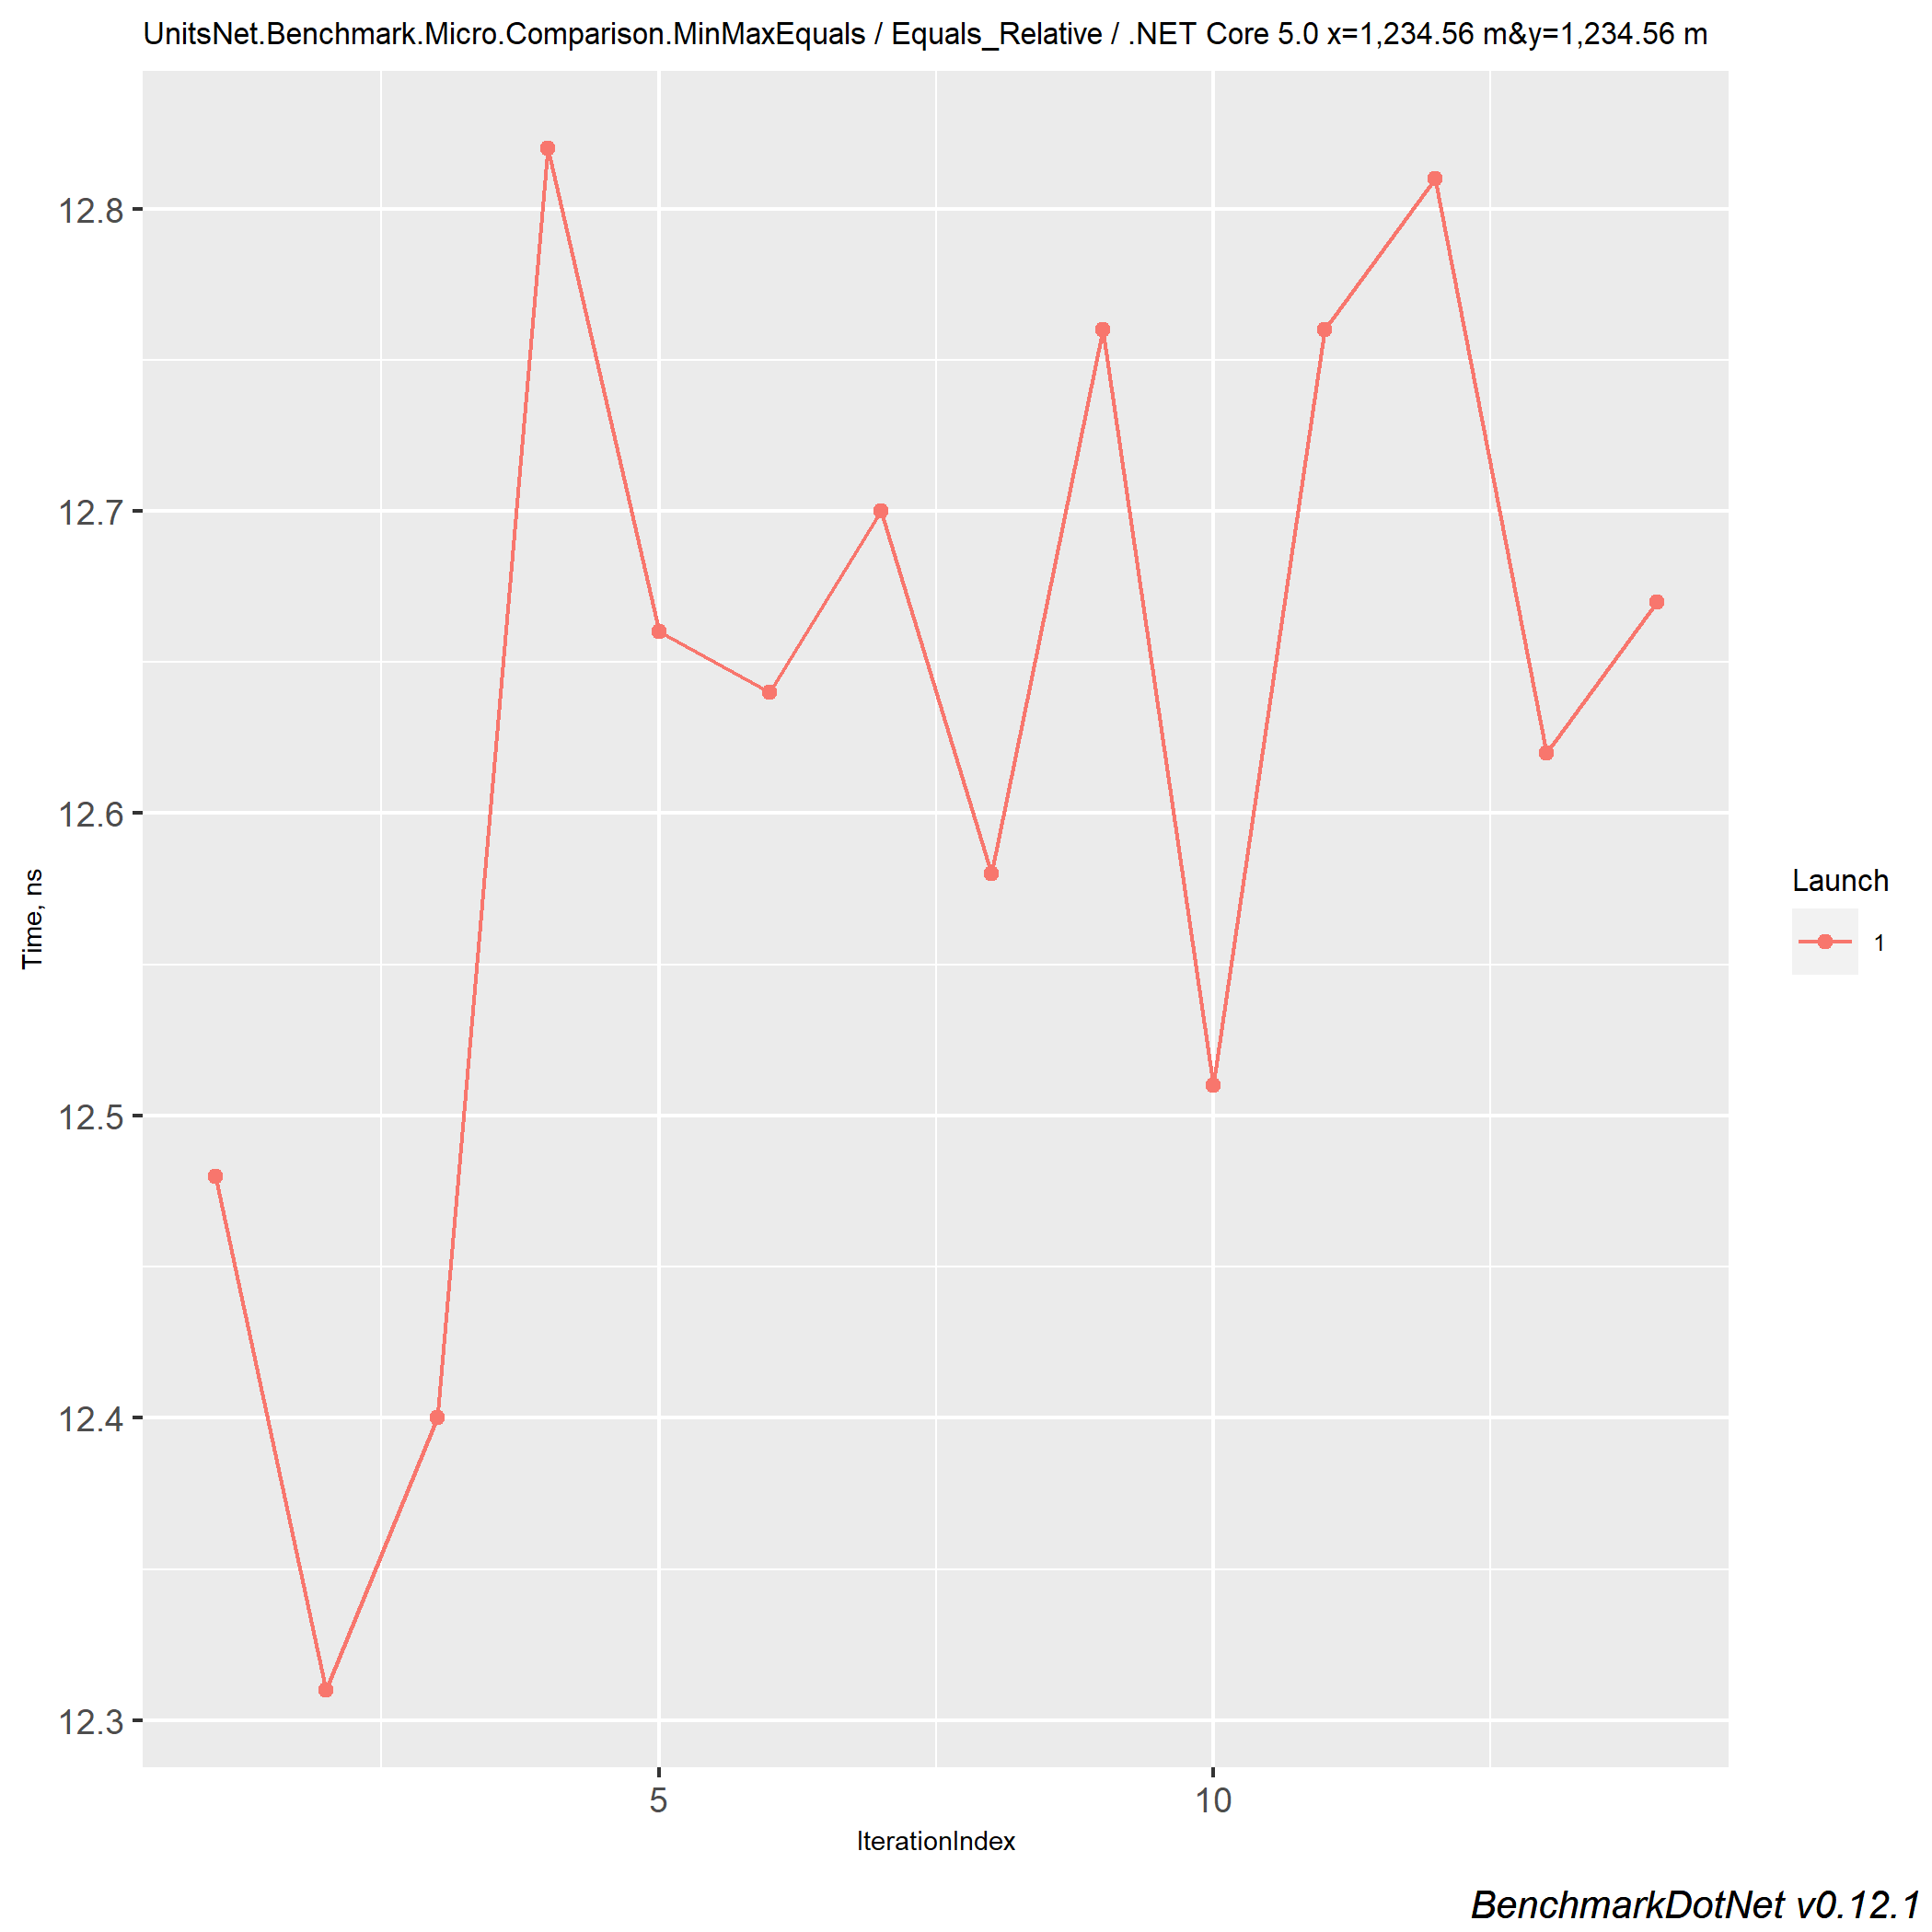 UnitsNet.Benchmark.Micro.Comparison.MinMaxEquals / Equals_Relative / .NET Core 5.0 x=1,234.56 m&y=1,234.56 m
12.8
12.7
12.6
12.5
12.4
12.3
Time, ns
5
10
IterationIndex
Launch
1
BenchmarkDotNet v0.12.1